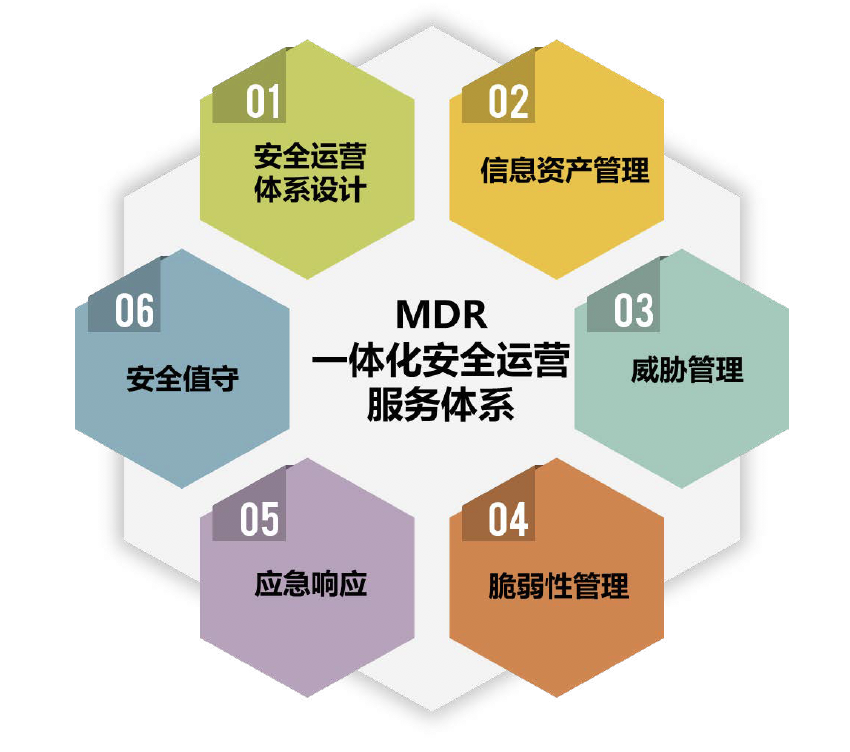 01
安全运营
体系设计
02
信息资产管理
03
威胁管理
04
脆弱性管理
05
应急响应
06
安全值守
MDR
一体化安全运营
服务体系